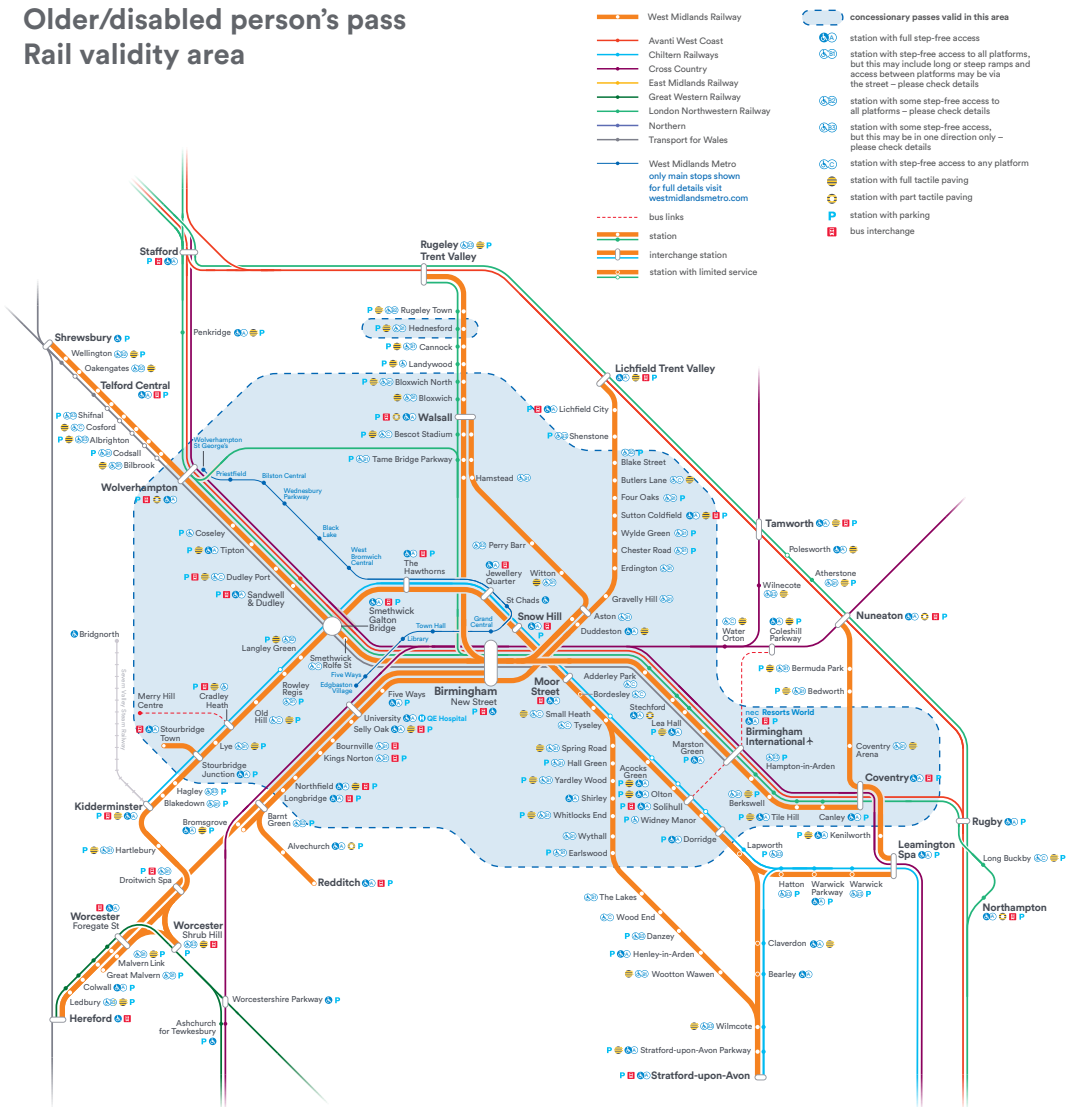 Older/disabled person's pass
Rail validity area
West Midlands Railway
Avanti West Coast
Chiltern Railways
Cross Country
East Midlands Railway
Great Western Railway
London Northwestern Railway
Northern
Transport for Wales
West Midlands Metro
only main stops shown
for full details visit
westmidlandsmetro.com
bus links
station
interchange station
station with limited service
concessionary passes valid in this area
station with full step-free access
station with step-free access to all platforms,
but this may include long or steep ramps and
access between platforms may be via
the street – please check details
station with some step-free access to
all platforms – please check details
station with some step-free access,
but this may be in one direction only –
please check details
station with step-free access to any platform
station with full tactile paving
station with part tactile paving
station with parking
bus interchange
Stafford
Rugeley
Trent Valley
Rugeley Town
Penkridge
Hednesford
Shrewsbury
Cannock
Wellington
Oakengates
Landywood
Lichfield Trent Valley
Telford Central
Bloxwich North
Bloxwich
Shifnal
Cosford
Albrighton
Codsall
Bilbrook
Walsall
Lichfield City
Bescot Stadium
Shenstone
Wolverhampton
St George's
Tame Bridge Parkway
Blake Street
Priestfield
Bilston Central
Hamstead
Butlers Lane
Wolverhampton
Wednesbury
Parkway
Four Oaks
Sutton Coldfield
Tamworth
Coseley
Black
Lake
Wylde Green
Tipton
Perry Barr
Chester Road
Polesworth
West
Bromwich
Central
The
Hawthorns
Jewellery
Quarter
Witton
Erdington
Atherstone
Dudley Port
Wilnecote
Sandwell
& Dudley
St Chads
Gravelly Hill
Smethwick
Galton
Bridge
Snow Hill
Aston
Nuneaton
Bridgnorth
Town Hall
Grand
Central
Duddeston
Water
Orton
Coleshill
Parkway
Langley Green
Library
Smethwick
Rolfe St
Five Ways
Edgbaston
Village
Bermuda Park
Severn Valley Steam Railway
Merry Hill
Centre
Cradley
Heath
Rowley
Regis
Old
Hill
Five Ways
Birmingham
New Street
Moor
Street
Adderley Park
Bordesley
Stechford
Bedworth
Small Heath
Tyseley
Lea Hall
nec Resorts World
Stourbridge
Town
University
QE Hospital
Selly Oak
Marston
Green
Birmingham
International
Lye
Bournville
Spring Road
Coventry
Arena
Stourbridge
Junction
Kings Norton
Hall Green
Acocks
Green
Hampton-in-Arden
Hagley
Northfield
Yardley Wood
Olton
Coventry
Blakedown
Longbridge
Shirley
Solihull
Berkswell
Kidderminster
Bromsgrove
Barnt
Green
Whitlocks End
Widney Manor
Tile Hill
Canley
Rugby
Hartlebury
Alvechurch
Wythall
Dorridge
Kenilworth
Earlswood
Lapworth
Leamington
Spa
Long Buckby
Droitwich Spa
Redditch
Hatton
Warwick
Parkway
Warwick
The Lakes
Northampton
Worcester
Foregate St
Worcester
Shrub Hill
Wood End
Danzey
Claverdon
Malvern Link
Great Malvern
Henley-in-Arden
Colwall
Wootton Wawen
Bearley
Ledbury
Worcestershire Parkway
Hereford
Ashchurch
for Tewkesbury
Wilmcote
Stratford-upon-Avon Parkway
Stratford-upon-Avon